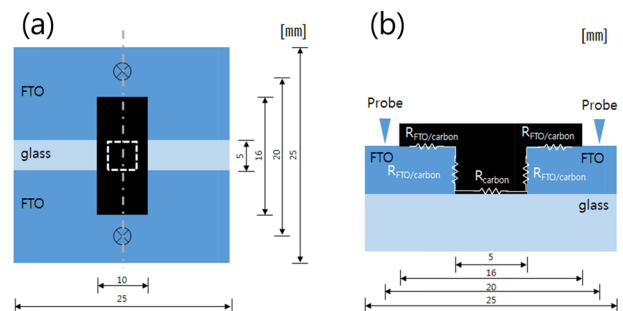 (a)
[mm]
FTO
glass
FTO
5
16
20
25
10
25
(b)
[mm]
Probe
Probe
RFTO/carbon
RFTO/carbon
FTO
FTO
RFTO/carbon
Rcarbon
RFTO/carbon
glass
5
16
20
25